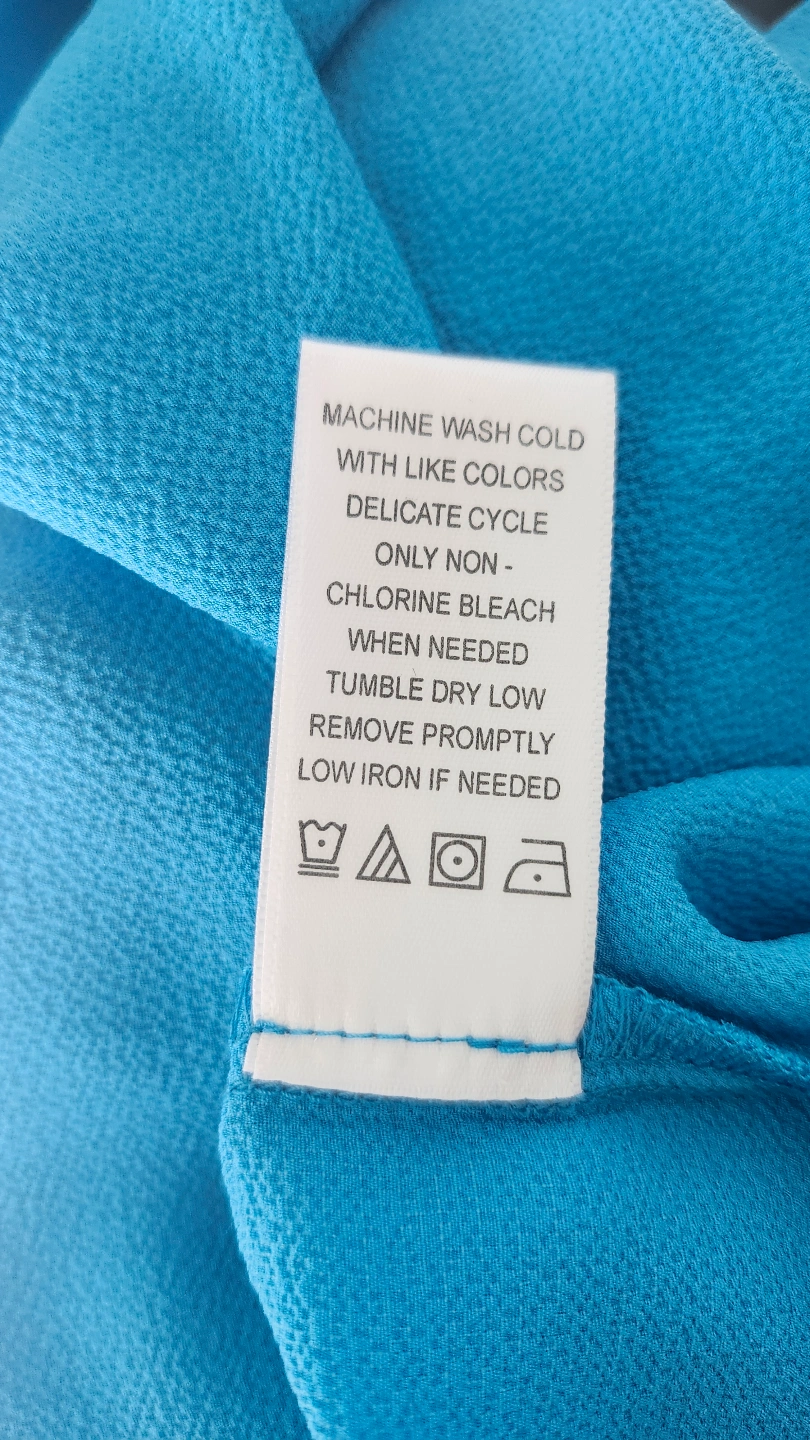 MACHINE WASH COLD
WITH LIKE COLORS
DELICATE CYCLE
ONLY NON -
CHLORINE BLEACH
WHEN NEEDED
TUMBLE DRY LOW
REMOVE PROMPTLY
LOW IRON IF NEEDED